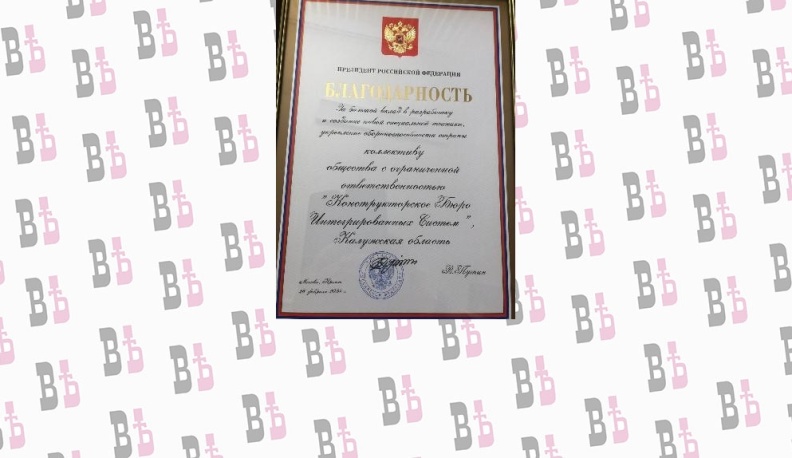 ПРЕЗИДЕНТ РОССИЙСКОЙ ФЕДЕРАЦИИ
БЛАГОДАРНОСТЬ
За большой вклад в разработку
и создание новой специальной техники,
укрепление обороноспособности страны
коллективу
общества с ограниченной
ответственностью
"Конструкторское Бюро
Интегрированных Систем",
Калужская область
В.Путин
Москва, Кремль
февраля